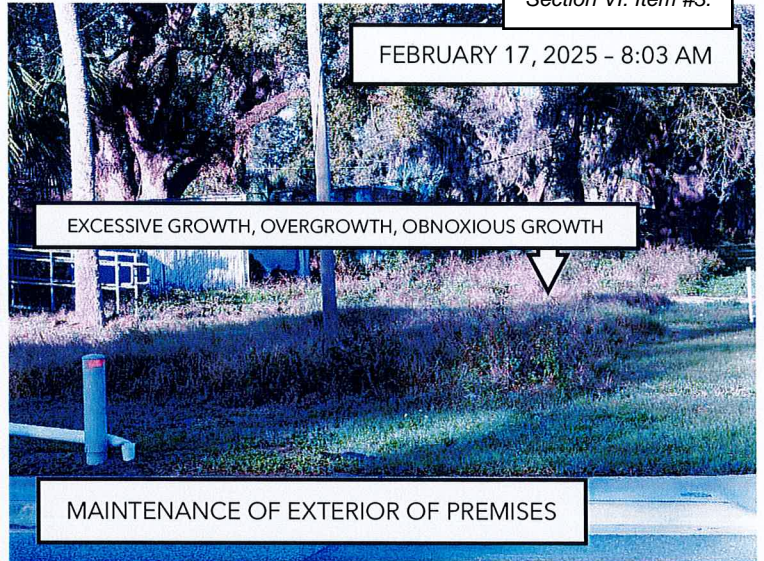 Section VI. Item #3.
FEBRUARY 17, 2025 – 8:03 AM
EXCESSIVE GROWTH, OVERGROWTH, OBNOXIOUS GROWTH
MAINTENANCE OF EXTERIOR OF PREMISES